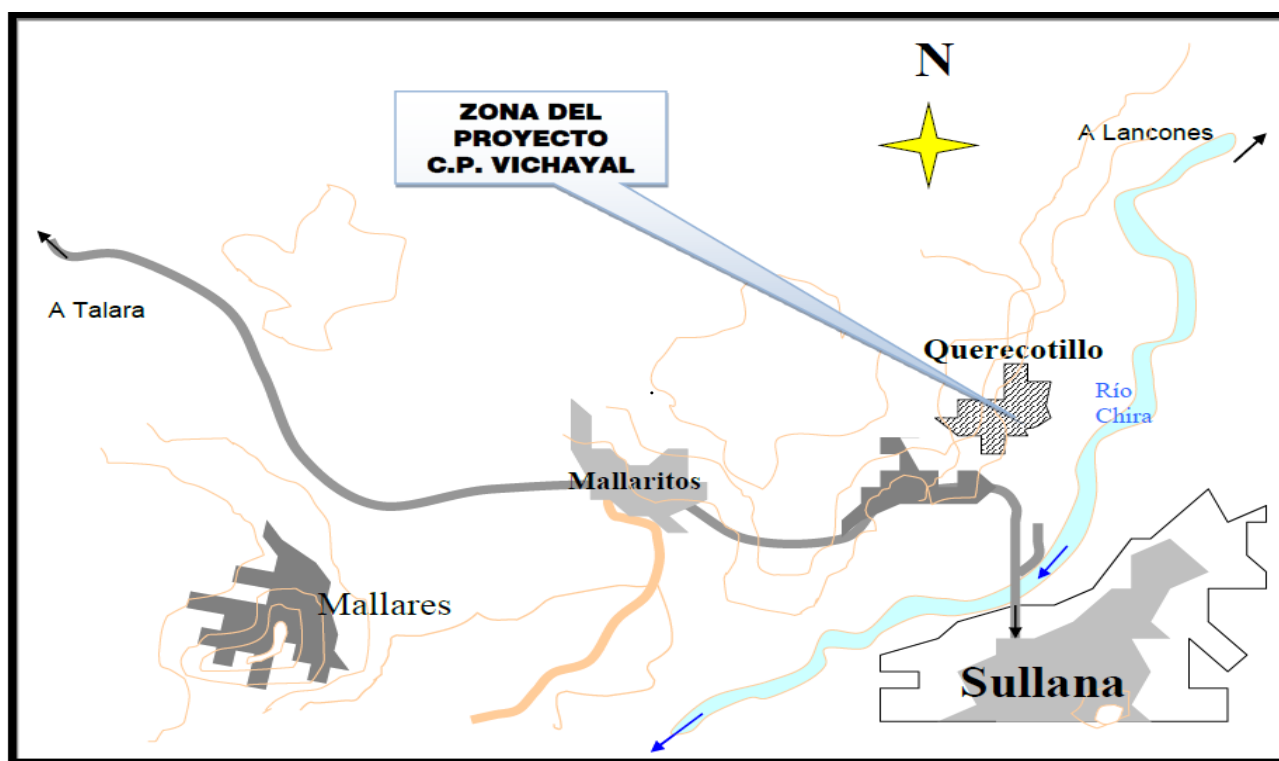 N
ZONA DEL
PROYECTO
C.P. VICHAYAL
A Lancones
A Talara
Querecotillo
Río
Chira
Mallaritos
Mallares
Sullana